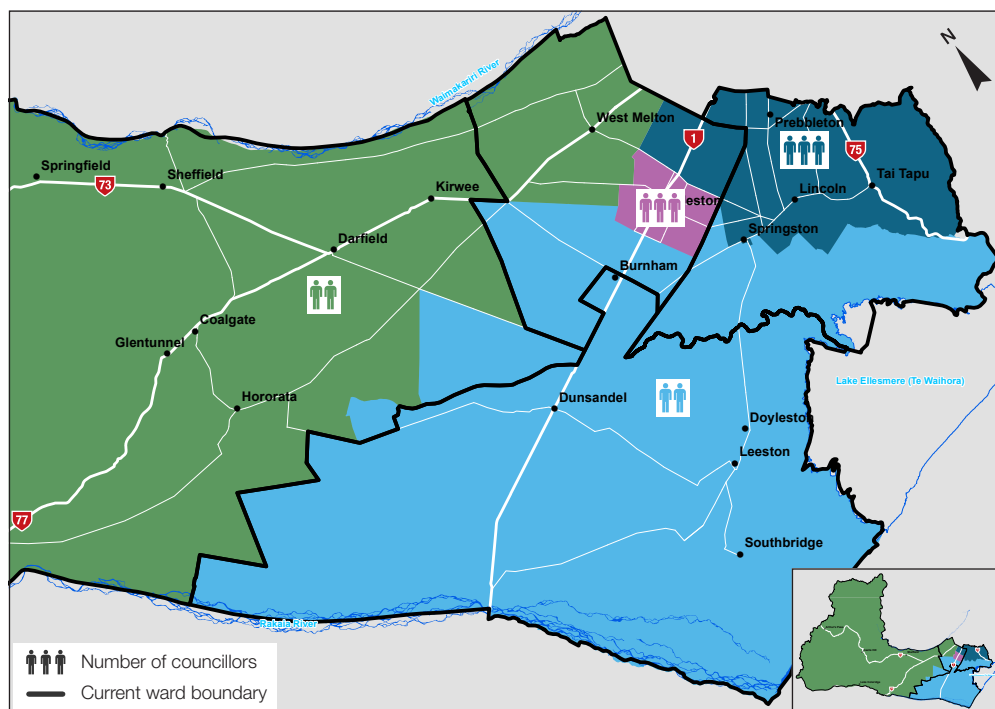 N
Waimakariri River
West Melton
Prebbleton
1
75
Springfield
73
Sheffield
Kirwee
eston
Lincoln
Tai Tapu
Springston
Darfield
Burnham
Coalgate
Glentunnel
Lake Ellesmere (Te Waihora)
Hororata
Dunsandel
Doyleston
Leeston
77
Southbridge
Rakaia River
Number of councillors
Current ward boundary